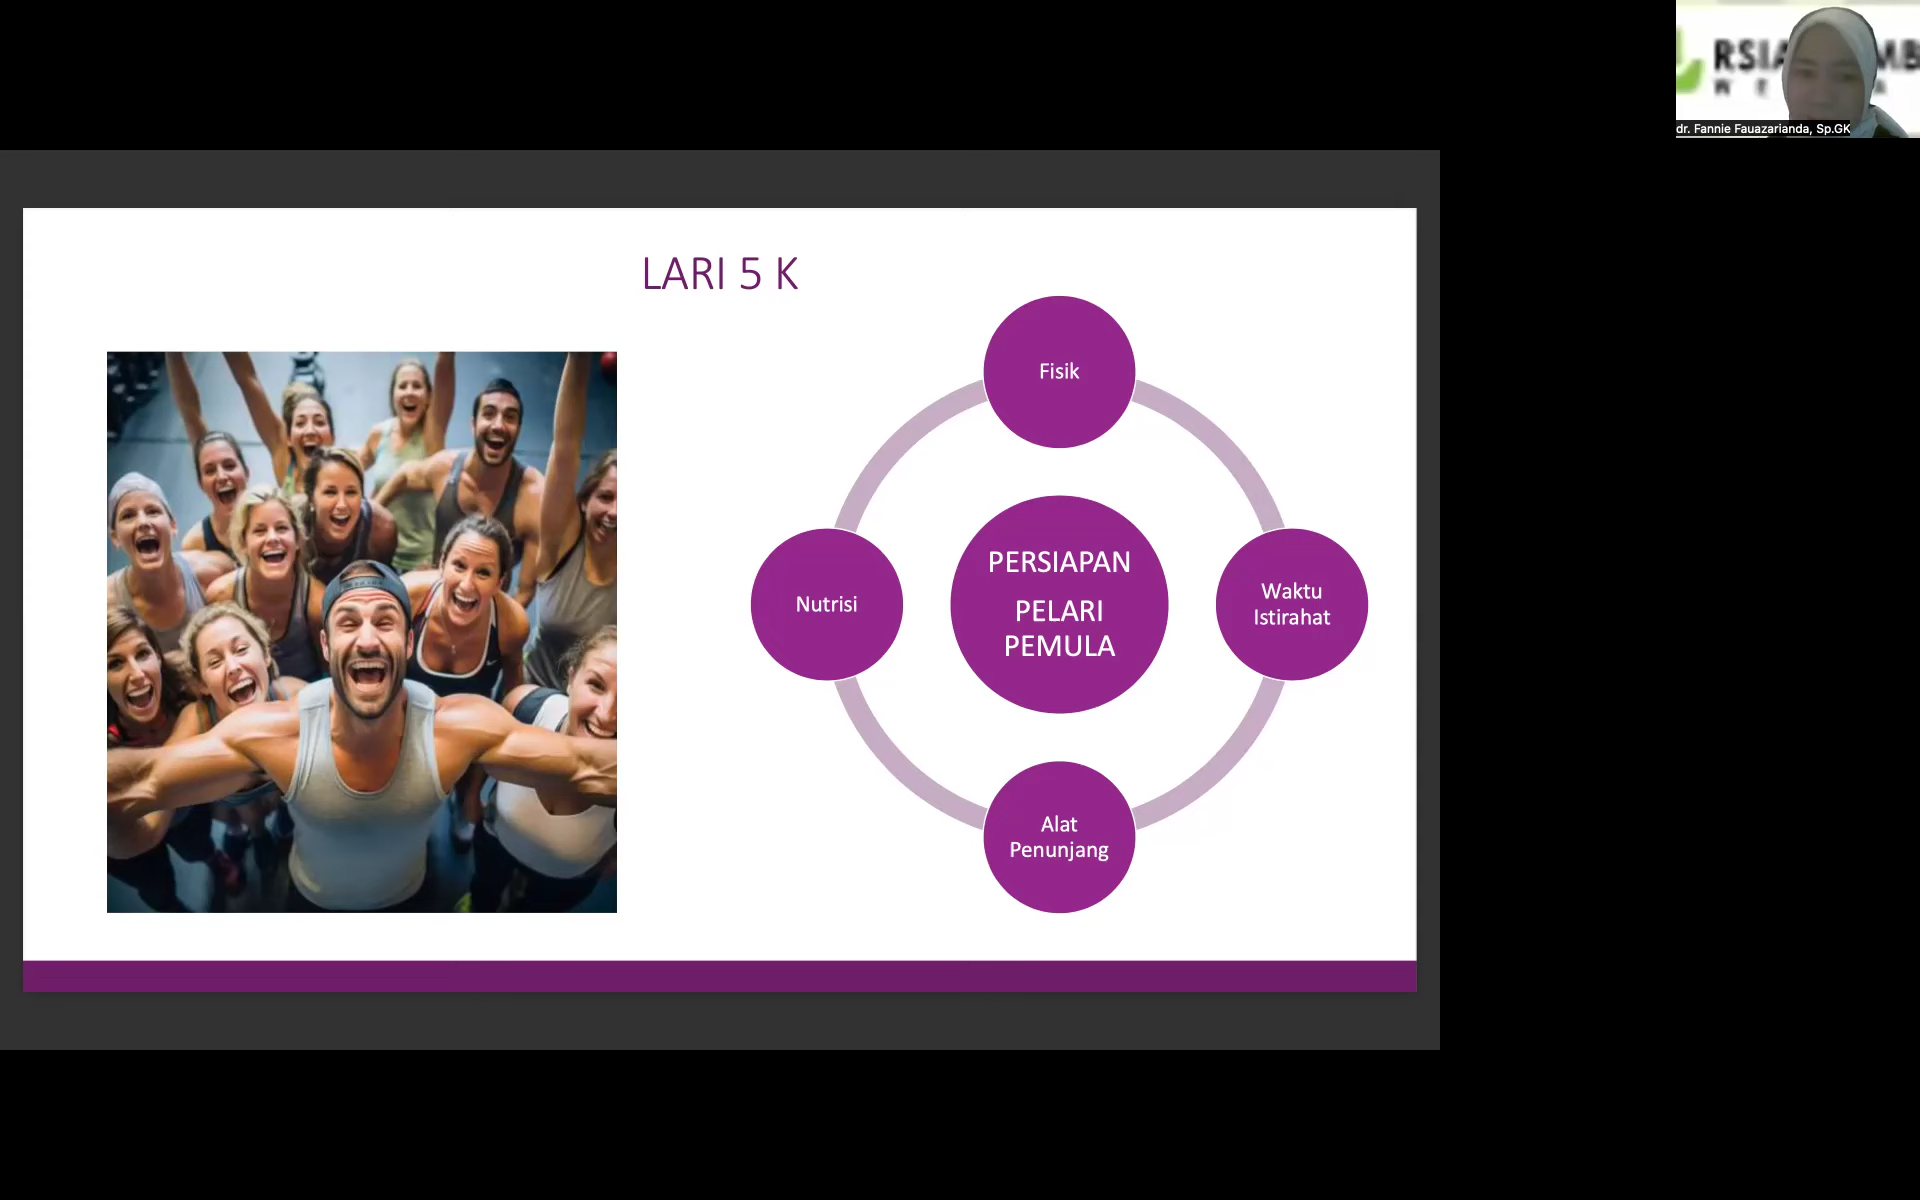 dr. Fannie Fauazarianda, Sp.GK
LARI 5 K
Fisik
Nutrisi
PERSIAPAN
PELARI
PEMULA
Waktu
Istirahat
Alat
Penunjang